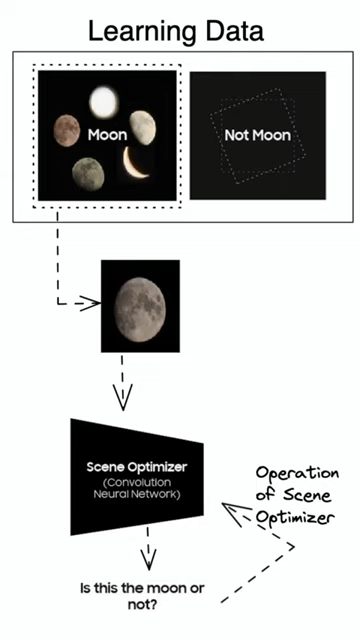 Learning Data
Moon
Not Moon
Scene Optimizer
(Convolution
Neural Network)
Operation
of Scene
Optimizer
Is this the moon or
not?